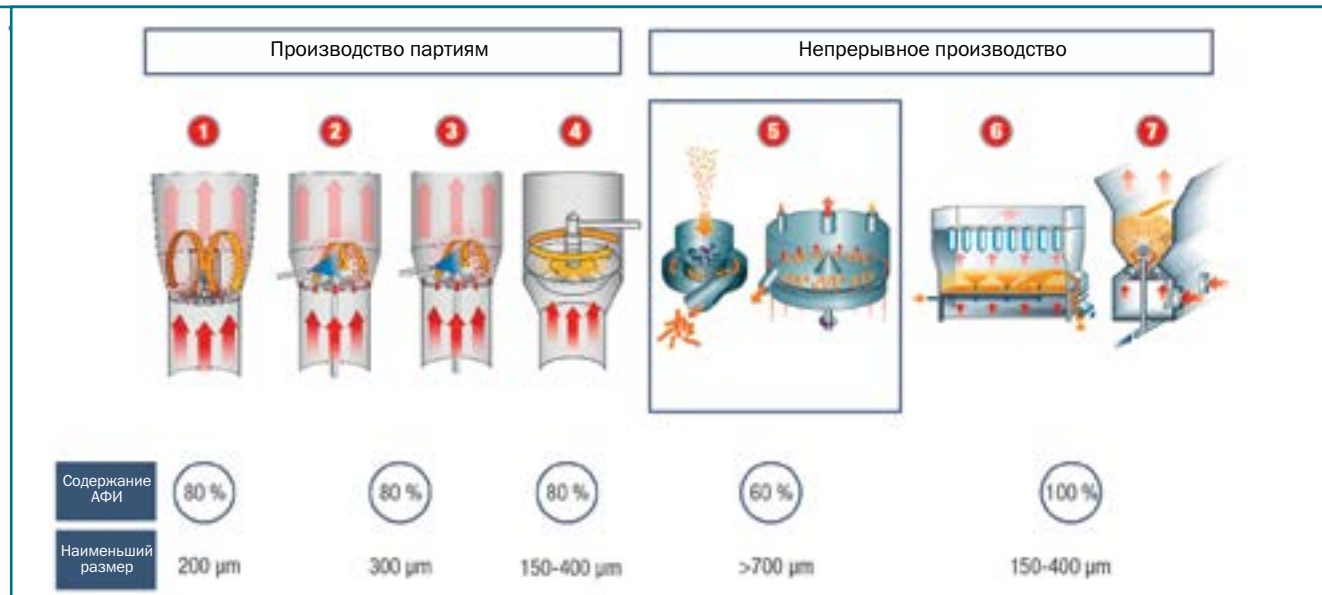 Производство партиям
Непрерывное производство
1 2 3 4 5 6 7
Содержание
АФИ
80 % 80 % 80 % 60 % 100 %
Наименьший
размер
200 µm 300 µm 150-400 µm >700 µm 150-400 µm